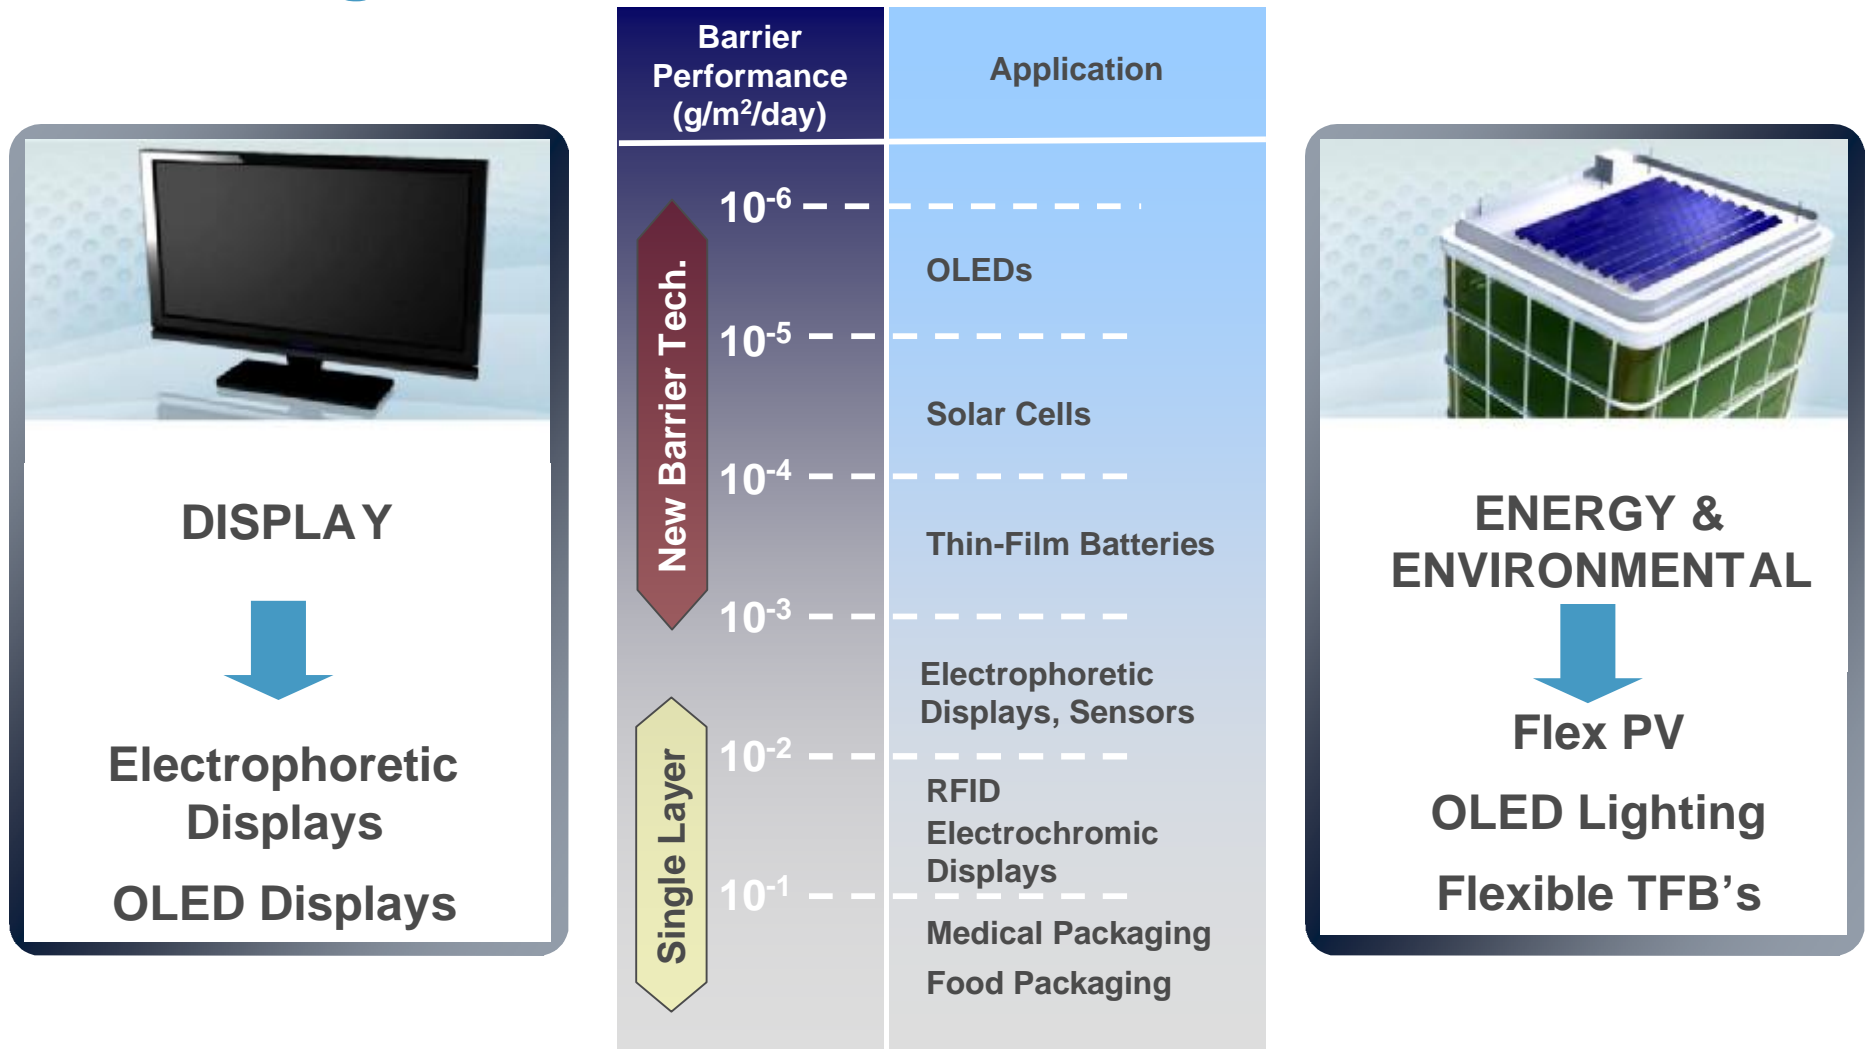 Barrier
Performance
(g/m²/day)
Application
DISPLAY
Electrophoretic
Displays
OLED Displays
New Barrier Tech.
Single Layer
10⁻⁶
OLEDs
10⁻⁵
Solar Cells
10⁻⁴
Thin-Film Batteries
10⁻³
Electrophoretic
Displays, Sensors
10⁻²
RFID
Electrochromic
Displays
10⁻¹
Medical Packaging
Food Packaging
ENERGY &
ENVIRONMENTAL
Flex PV
OLED Lighting
Flexible TFB’s